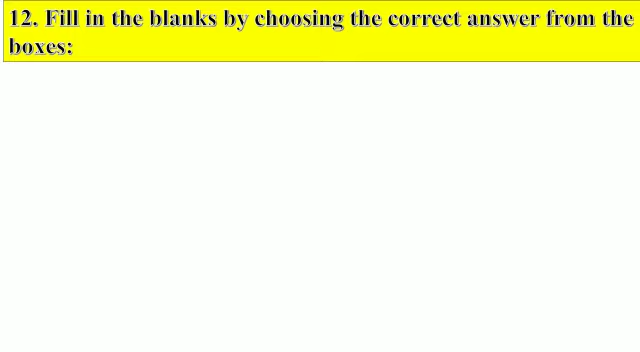 12. Fill in the blanks by choosing the correct answer from the
boxes: